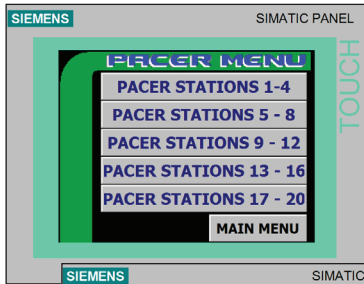 SIEMENS SIMATIC PANEL
TOUCH
PACER MENU
PACER STATIONS 1-4
PACER STATIONS 5 - 8
PACER STATIONS 9 - 12
PACER STATIONS 13 - 16
PACER STATIONS 17 - 20
MAIN MENU
SIEMENS SIMATIC